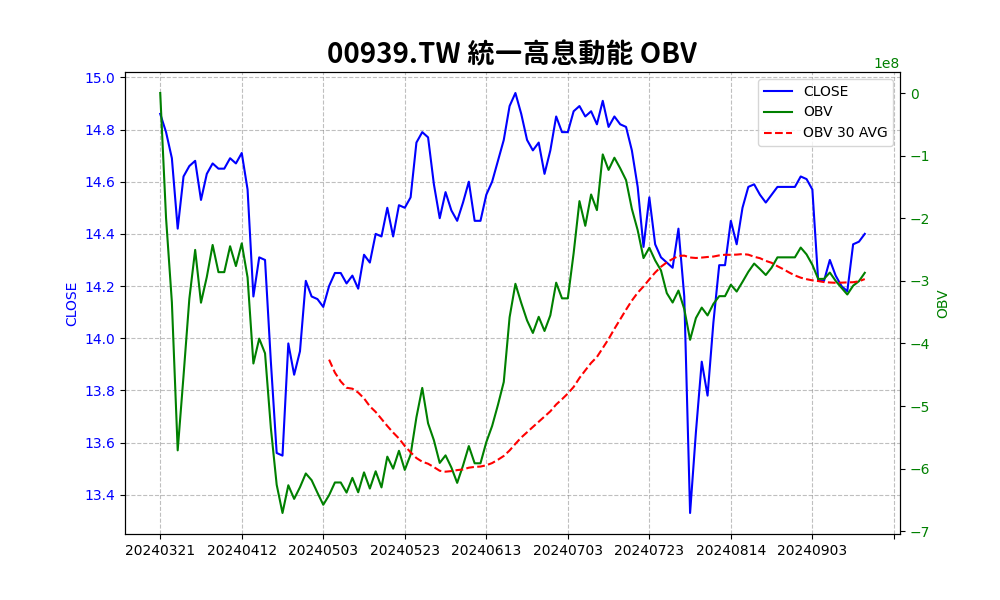 00939.TW 統一高息動能 OBV
1e8
CLOSE
OBV
OBV 30 AVG
15.0
14.8
14.6
14.4
14.2
14.0
13.8
13.6
13.4
CLOSE
0
−1
−2
−3
−4
−5
−6
−7
OBV
20240321 20240412 20240503 20240523 20240613 20240703 20240723 20240814 20240903